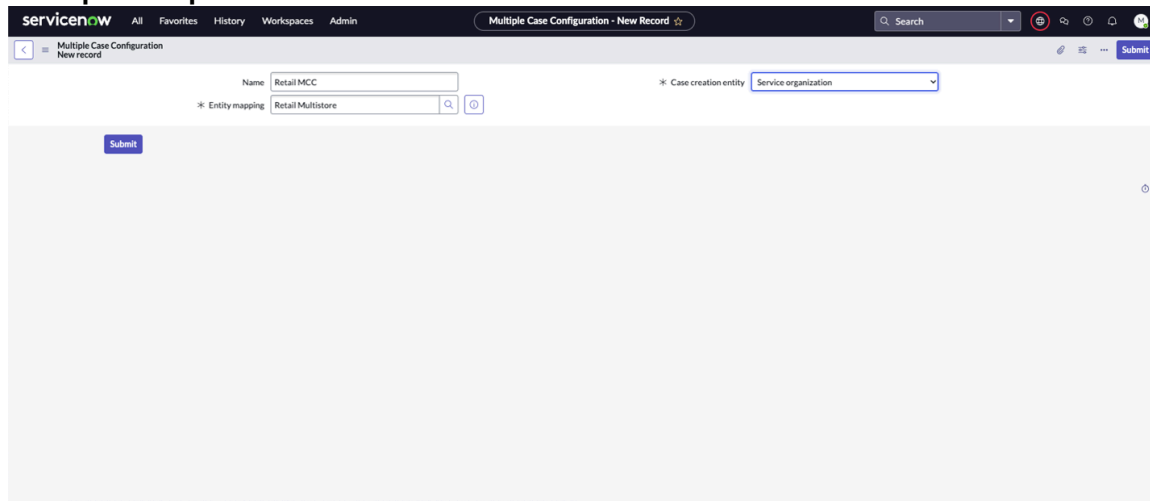 servicenow All Favorites History Workspaces Admin Multiple Case Configuration - New Record Search M
Multiple Case Configuration
New record
Submit
Name Retail MCC
* Case creation entity Service organization
* Entity mapping Retail Multistore
Submit